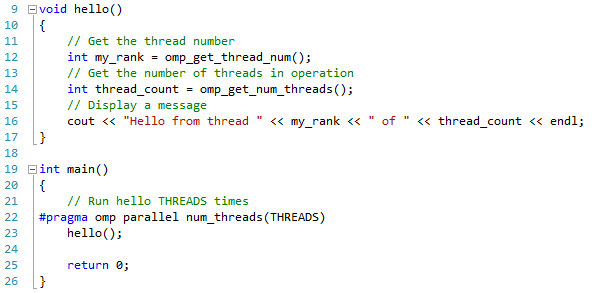 9 void hello()
10 {
11 // Get the thread number
12 int my_rank = omp_get_thread_num();
13 // Get the number of threads in operation
14 int thread_count = omp_get_num_threads();
15 // Display a message
16 cout << "Hello from thread " << my_rank << " of " << thread_count << endl;
17 }
18
19 int main()
20 {
21 // Run hello THREADS times
22 #pragma omp parallel num_threads(THREADS)
23 hello();
24
25 return 0;
26 }